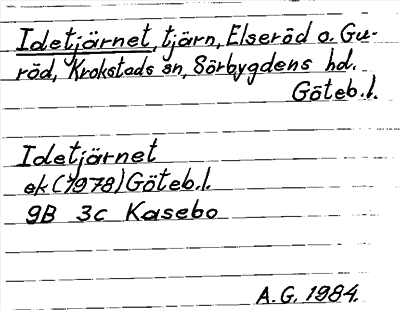 Idetjärnet, tjärn, Elseröd o. Gu-
röd, Krokstads sn, Sörbygdens hd.
Göteb.l.
Idetjärnet
ek (1978) Göteb.l.
9B 3c Kasebo
A.G. 1984.